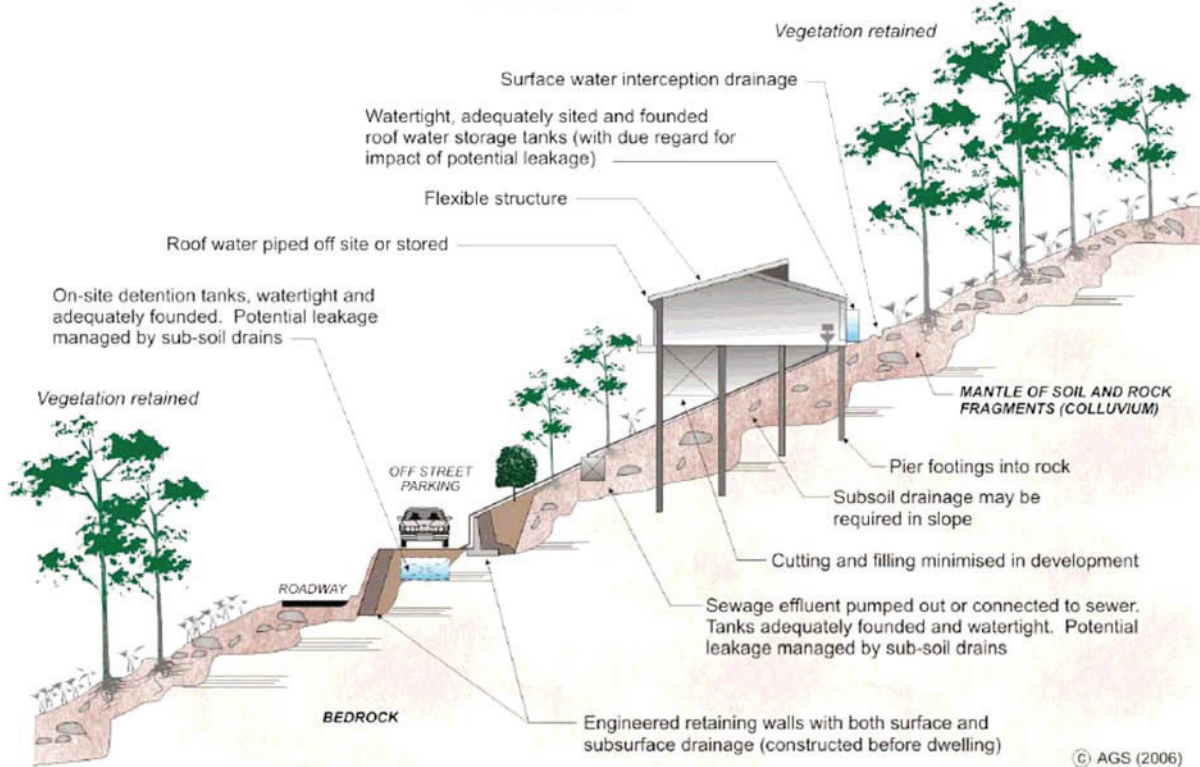 Vegetation retained
Surface water interception drainage
Watertight, adequately sited and founded
roof water storage tanks (with due regard for
impact of potential leakage)
Flexible structure
Roof water piped off site or stored
On-site detention tanks, watertight and
adequately founded. Potential leakage
managed by sub-soil drains
Vegetation retained
MANTLE OF SOIL AND ROCK
FRAGMENTS (COLLUVIUM)
OFF STREET
PARKING
Pier footings into rock
Subsoil drainage may be
required in slope
Cutting and filling minimised in development
ROADWAY
Sewage effluent pumped out or connected to sewer.
Tanks adequately founded and watertight. Potential
leakage managed by sub-soil drains
BEDROCK
Engineered retaining walls with both surface and
subsurface drainage (constructed before dwelling)
© AGS (2006)